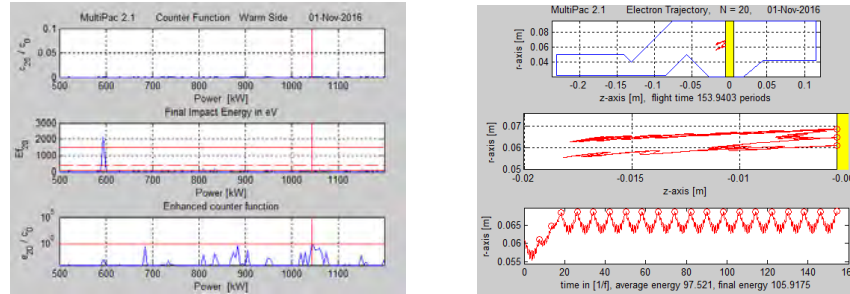 MultiPac 2.1 Counter Function Warm Side 01-Nov-2016
0.1
0.05
0
c20 / c0
500 600 700 800 900 1000 1100
Power [kW]
Final Impact Energy in eV
3000
2000
1000
0
Ef20
500 600 700 800 900 1000 1100
Power [kW]
Enhanced counter function
e20 / c0
500 600 700 800 900 1000 1100
Power [kW]
MultiPac 2.1 Electron Trajectory, N = 20, 01-Nov-2016
0.08
0.06
0.04
r-axis [m]
-0.2 -0.15 -0.1 -0.05 0 0.05 0.1
z-axis [m], flight time 153.9403 periods
0.07
0.06
0.05
r-axis [m]
-0.02 -0.015 -0.01
z-axis [m]
0.065
0.06
0.055
r-axis [m]
0 20 40 60 80 100 120 140
time in [1/f], average energy 97.521, final energy 105.9175